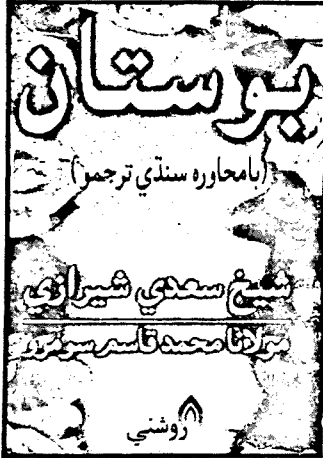 بوستان
(بامحاوره سنڌي ترجمو)
شيخ سعدي شيرازي
مولانا محمد قاسم سومرو
روشني